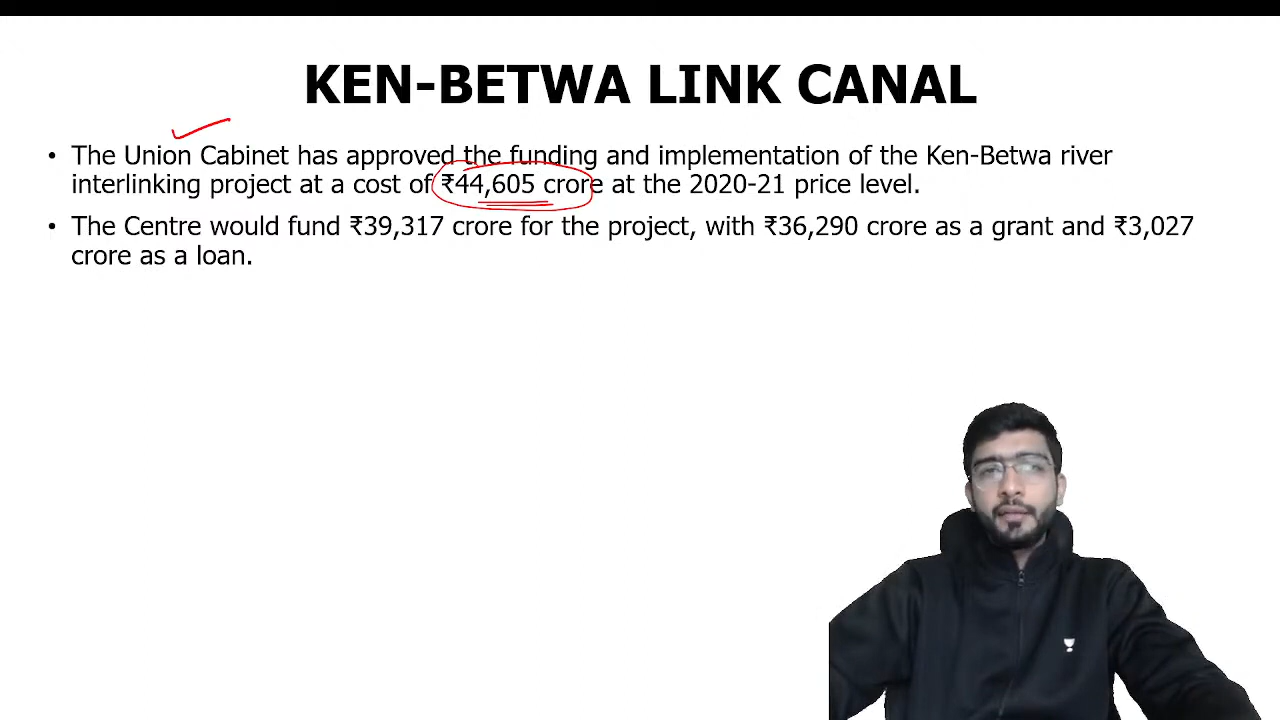 KEN-BETWA LINK CANAL
• The Union Cabinet has approved the funding and implementation of the Ken-Betwa river
interlinking project at a cost of ₹44,605 crore at the 2020-21 price level.
• The Centre would fund ₹39,317 crore for the project, with ₹36,290 crore as a grant and ₹3,027
crore as a loan.